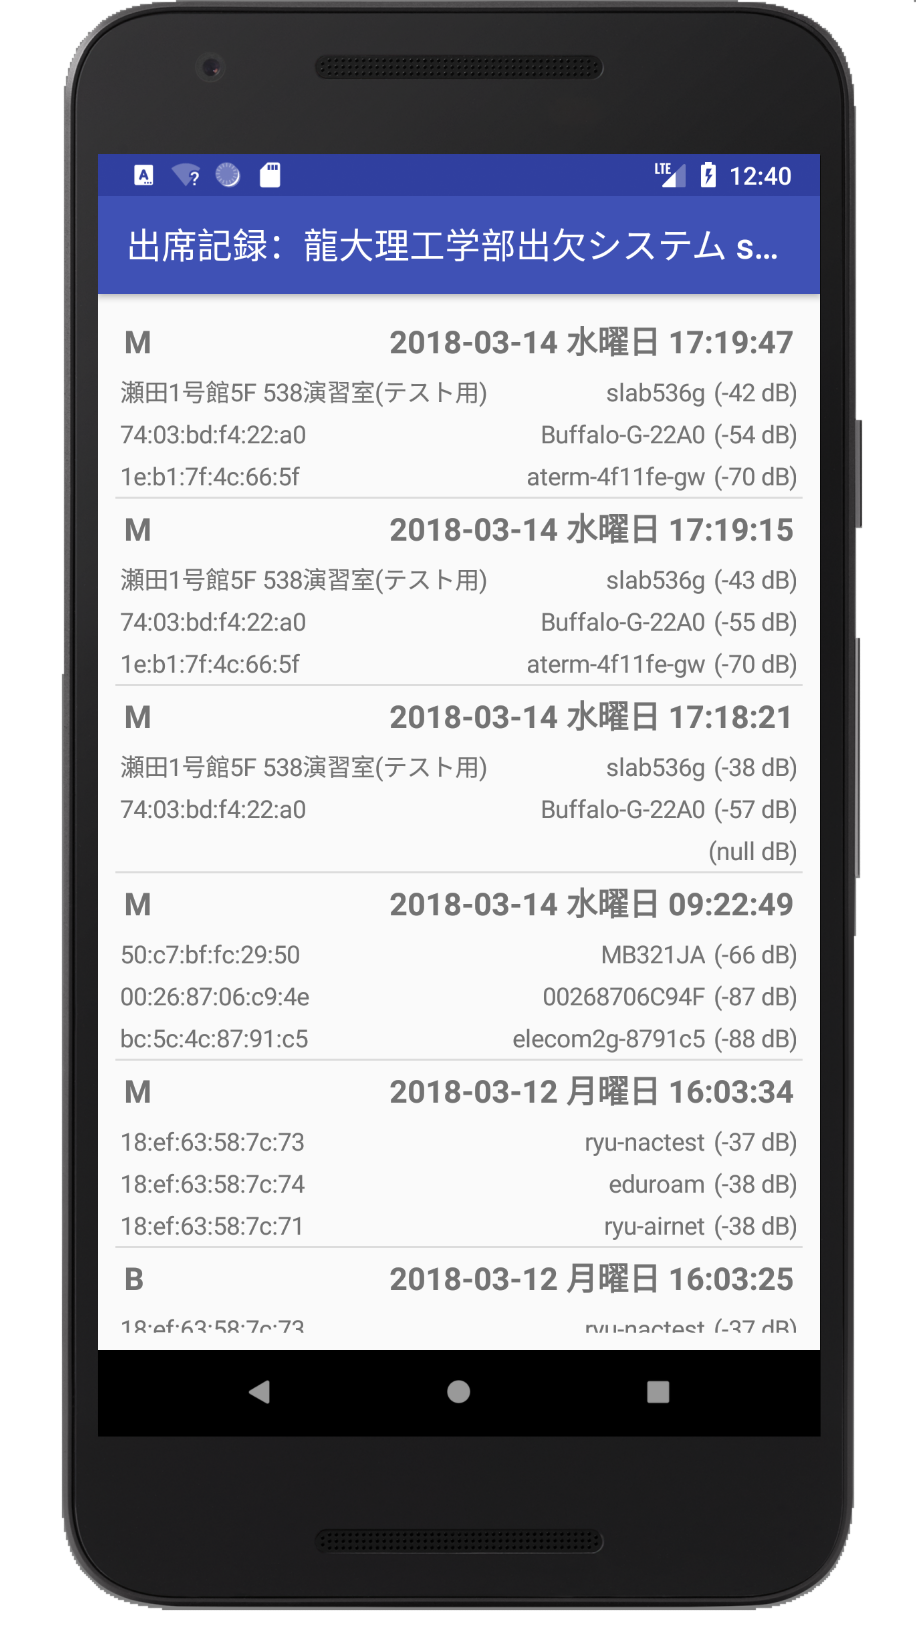 LTE 12:40
出席記録：龍大理工学部出欠システム s...
M 2018-03-14 水曜日 17:19:47
瀬田1号館5F 538演習室(テスト用) slab536g (-42 dB)
74:03:bd:f4:22:a0 Buffalo-G-22A0 (-54 dB)
1e:b1:7f:4c:66:5f aterm-4f11fe-gw (-70 dB)
M 2018-03-14 水曜日 17:19:15
瀬田1号館5F 538演習室(テスト用) slab536g (-43 dB)
74:03:bd:f4:22:a0 Buffalo-G-22A0 (-55 dB)
1e:b1:7f:4c:66:5f aterm-4f11fe-gw (-70 dB)
M 2018-03-14 水曜日 17:18:21
瀬田1号館5F 538演習室(テスト用) slab536g (-38 dB)
74:03:bd:f4:22:a0 Buffalo-G-22A0 (-57 dB)
(null dB)
M 2018-03-14 水曜日 09:22:49
50:c7:bf:fc:29:50 MB321JA (-66 dB)
00:26:87:06:c9:4e 00268706C94F (-87 dB)
bc:5c:4c:87:91:c5 elecom2g-8791c5 (-88 dB)
M 2018-03-12 月曜日 16:03:34
18:ef:63:58:7c:73 ryu-nactest (-37 dB)
18:ef:63:58:7c:74 eduroam (-38 dB)
18:ef:63:58:7c:71 ryu-airnet (-38 dB)
B 2018-03-12 月曜日 16:03:25
18:ef:63:58:7c:73 ryu-nactest (-37 dB)